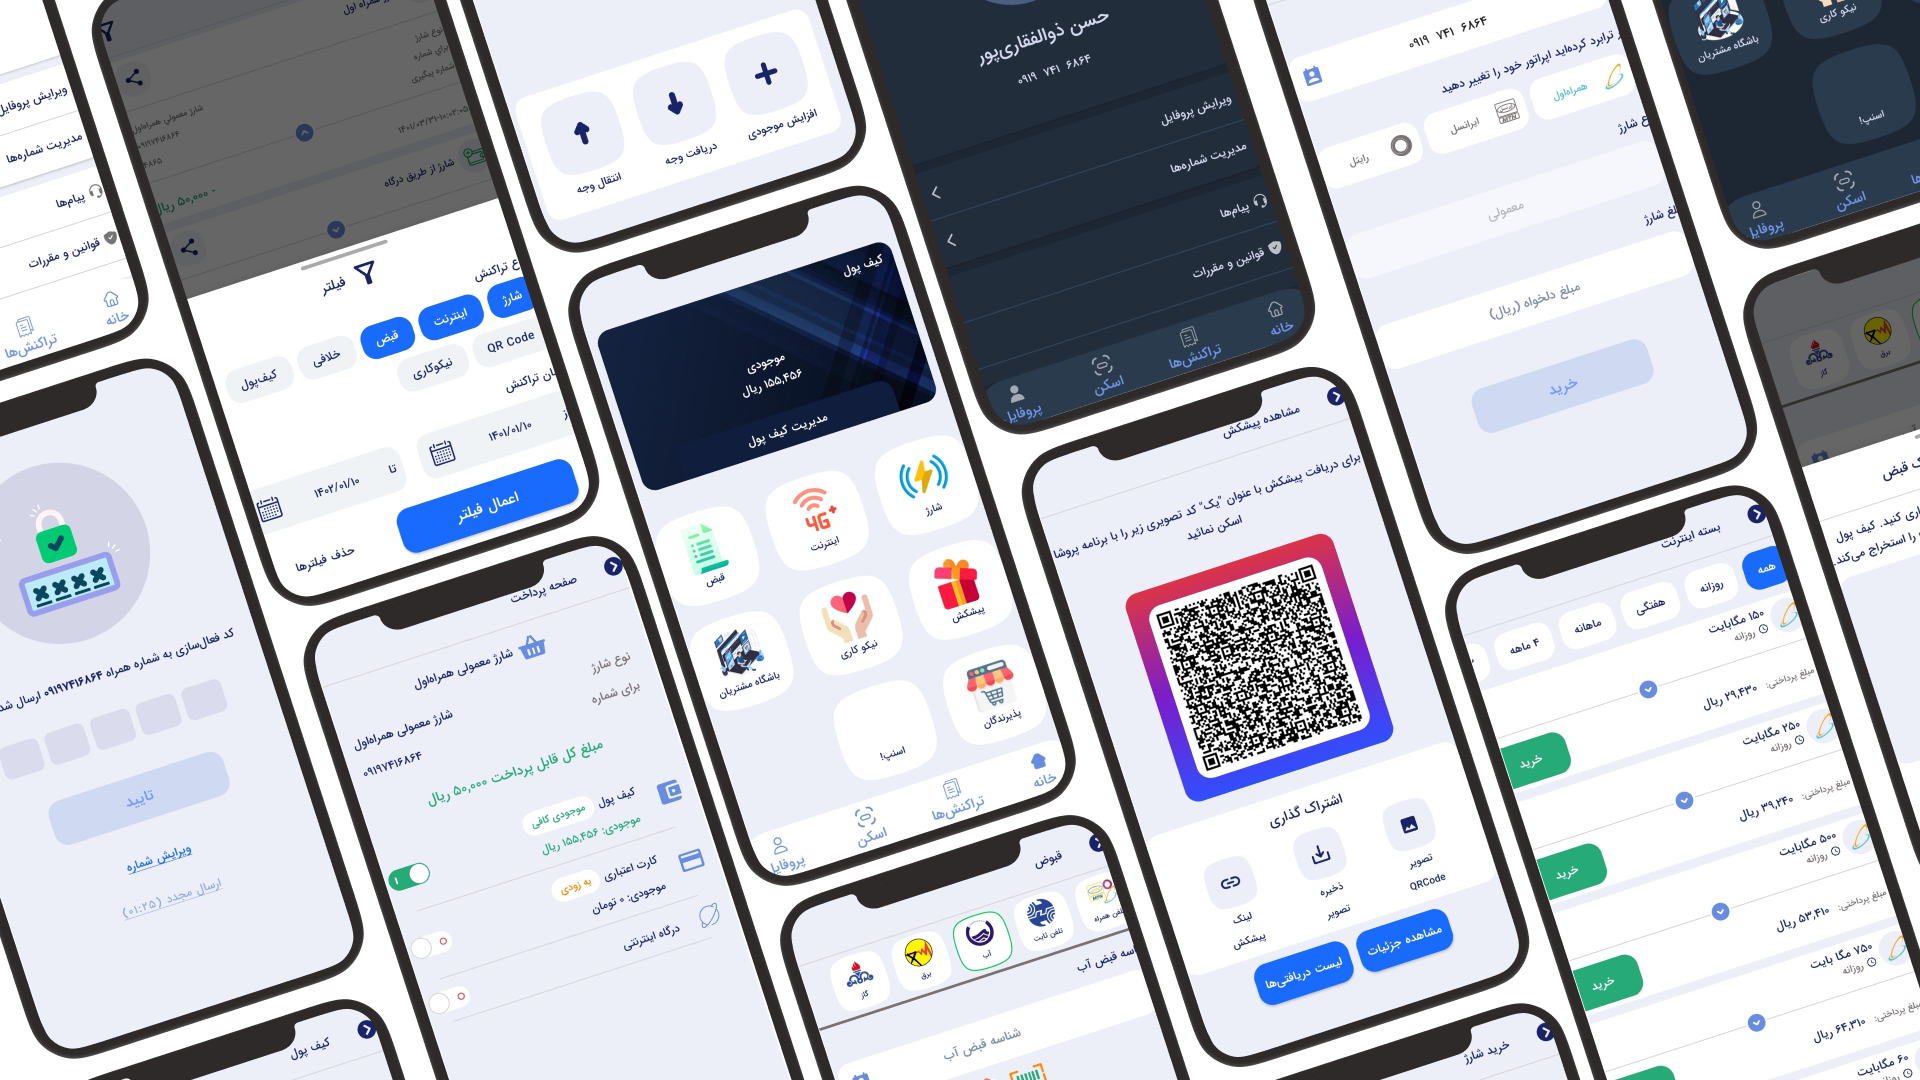 ویرایش پروفایل
مدیریت شماره‌ها
پیام‌ها
قوانین و مقررات
خانه
تراکنش‌ها
کد فعال‌سازی به شماره همراه ۰۹۱۹۷۴۱۶۸۶۴ ارسال شد
تایید
ویرایش شماره
ارسال مجدد (۰۱:۲۵)
نوع شارژ
برای شماره
شماره پیگیری
شارژ معمولی همراه‌اول
۰۹۱۹۷۴۱۶۸۶۴
۱۴۰۱/۰۳/۳۱-۱۰:۰۲:۰۵
- ۵۰,۰۰۰ ریال
شارژ از طریق درگاه
فیلتر
تراکنش
شارژ
اینترنت
قبض
خلافی
کیف‌پول
QR Code
نیکوکاری
تراکنش
۱۴۰۱/۰۱/۱۰
تا
۱۴۰۲/۰۱/۱۰
اعمال فیلتر
حذف فیلترها
صفحه پرداخت
شارژ معمولی همراه‌اول
نوع شارژ
برای شماره
شارژ معمولی همراه‌اول
۰۹۱۹۷۴۱۶۸۶۴
مبلغ کل قابل پرداخت ۵۰,۰۰۰ ریال
کیف پول
موجودی کافی
موجودی: ۱۵۵,۴۵۶ ریال
کارت اعتباری
به زودی
موجودی: ۰ تومان
درگاه اینترنتی
کیف پول
افزایش موجودی
دریافت وجه
انتقال وجه
کیف پول
موجودی
۱۵۵,۴۵۶ ریال
مدیریت کیف پول
شارژ
اینترنت
قبض
پیشکش
نیکو کاری
باشگاه مشتریان
پذیرندگان
اسنپ!
خانه
تراکنش‌ها
اسکن
پروفایل
قبوض
تلفن همراه
تلفن ثابت
آب
برق
گاز
قبض آب
شناسه قبض آب
حسن ذوالفقاری‌پور
۰۹۱۹ ۷۴۱ ۶۸۶۴
ویرایش پروفایل
مدیریت شماره‌ها
پیام‌ها
قوانین و مقررات
خانه
تراکنش‌ها
اسکن
پروفایل
مشاهده پیشکش
برای دریافت پیشکش با عنوان "یک" کد تصویری زیر را با برنامه پروشا
اسکن نمائید
اشتراک گذاری
تصویر QRCode
ذخیره تصویر
لینک پیشکش
مشاهده جزئیات
لیست دریافتی‌ها
خرید شارژ
۰۹۱۹ ۷۴۱ ۶۸۶۴
ترابرد کرده‌اید اپراتور خود را تغییر دهید
همراه‌اول
ایرانسل
رایتل
شارژ
معمولی
شارژ
مبلغ دلخواه (ریال)
خرید
بسته اینترنت
همه
روزانه
هفتگی
ماهانه
۴ ماهه
۱۵۰ مگابایت
روزانه
مبلغ پرداختی: ۲۹,۴۳۰ ریال
خرید
۲۵۰ مگابایت
روزانه
مبلغ پرداختی: ۳۹,۲۴۰ ریال
خرید
۵۰۰ مگابایت
روزانه
مبلغ پرداختی: ۵۳,۴۱۰ ریال
خرید
۷۵۰ مگا بایت
روزانه
مبلغ پرداختی: ۶۴,۳۱۰ ریال
نیکو کاری
باشگاه مشتریان
اسنپ!
اسکن
پروفایل
برق
گاز
قبض
کنید. کیف پول
را استخراج می‌کند.